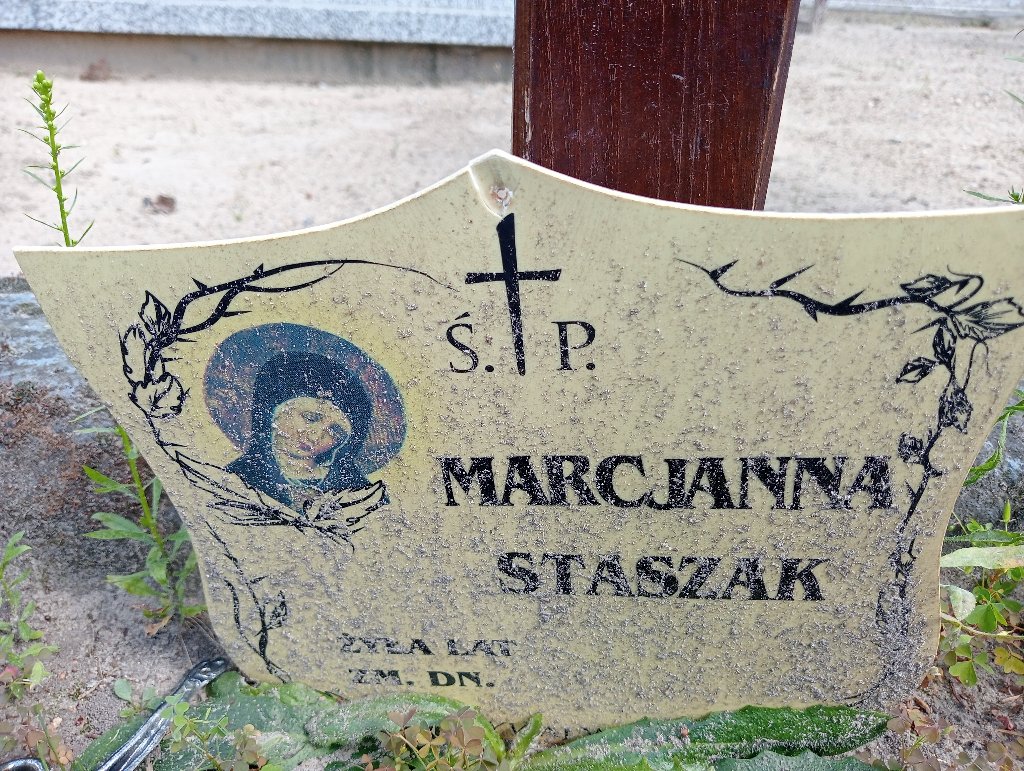 Ś. P.
MARCJANNA
STASZAK
ŻYŁA LAT
ZM. DN.